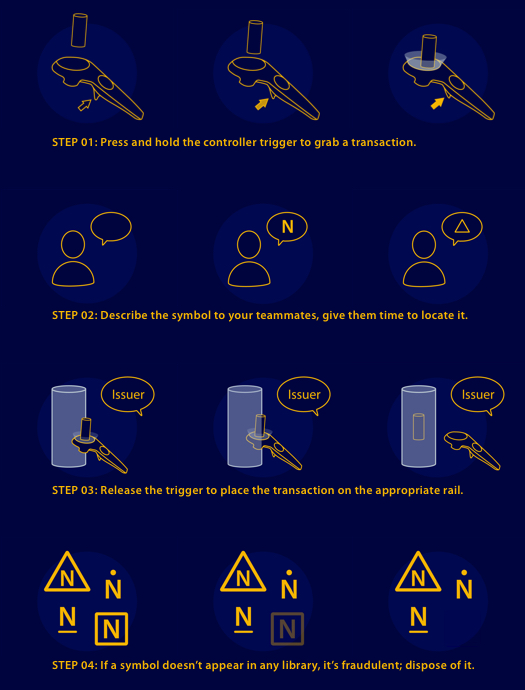 STEP 01: Press and hold the controller trigger to grab a transaction.
N
STEP 02: Describe the symbol to your teammates, give them time to locate it.
Issuer Issuer Issuer
STEP 03: Release the trigger to place the transaction on the appropriate rail.
N N N N N N
N N N N N
STEP 04: If a symbol doesn’t appear in any library, it’s fraudulent; dispose of it.